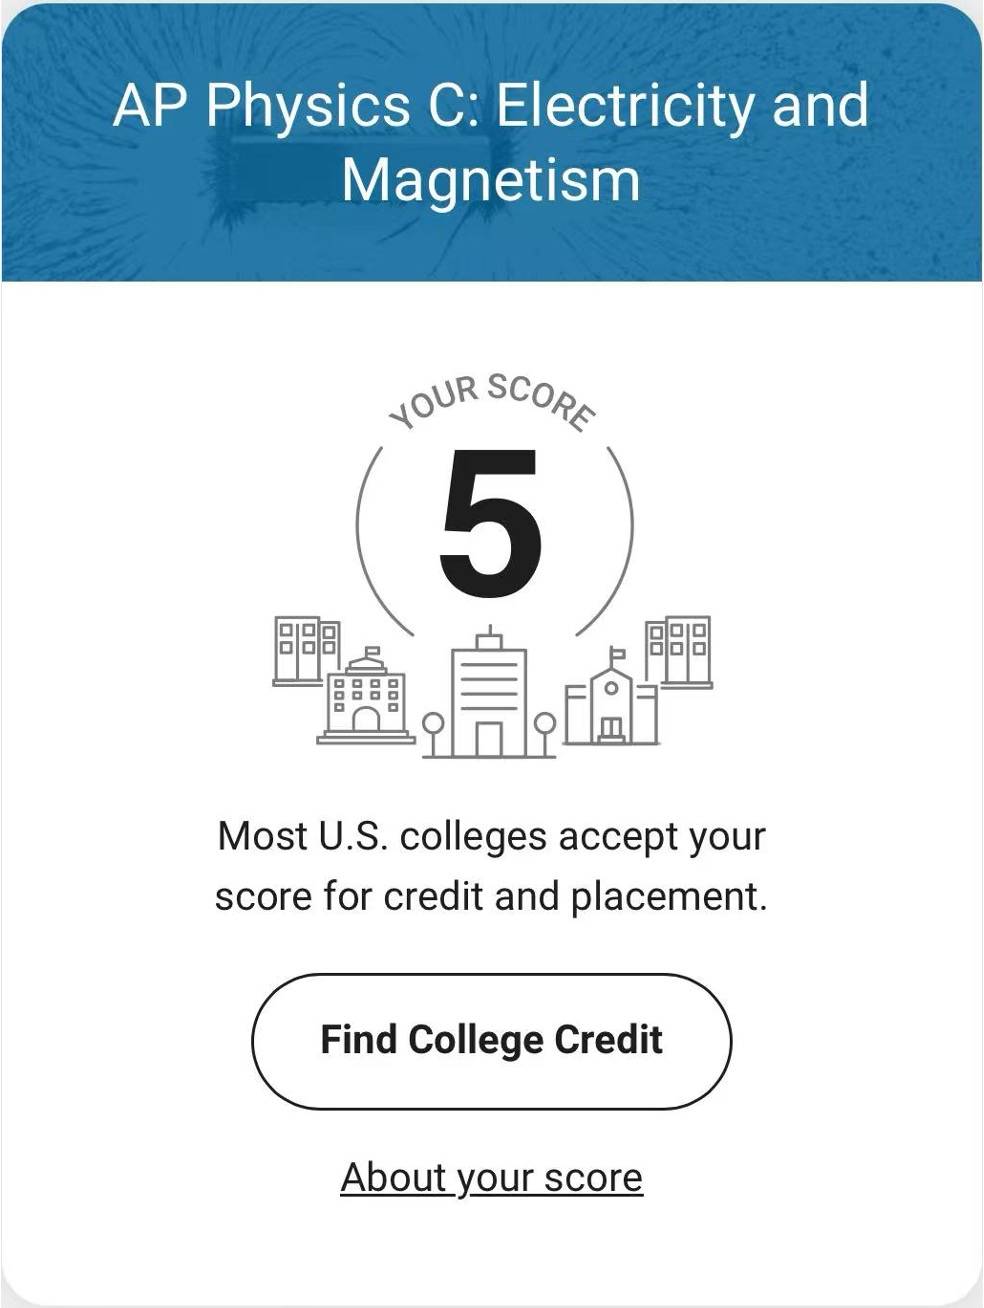 AP Physics C: Electricity and
Magnetism
YOUR SCORE
5
Most U.S. colleges accept your
score for credit and placement.
Find College Credit
About your score